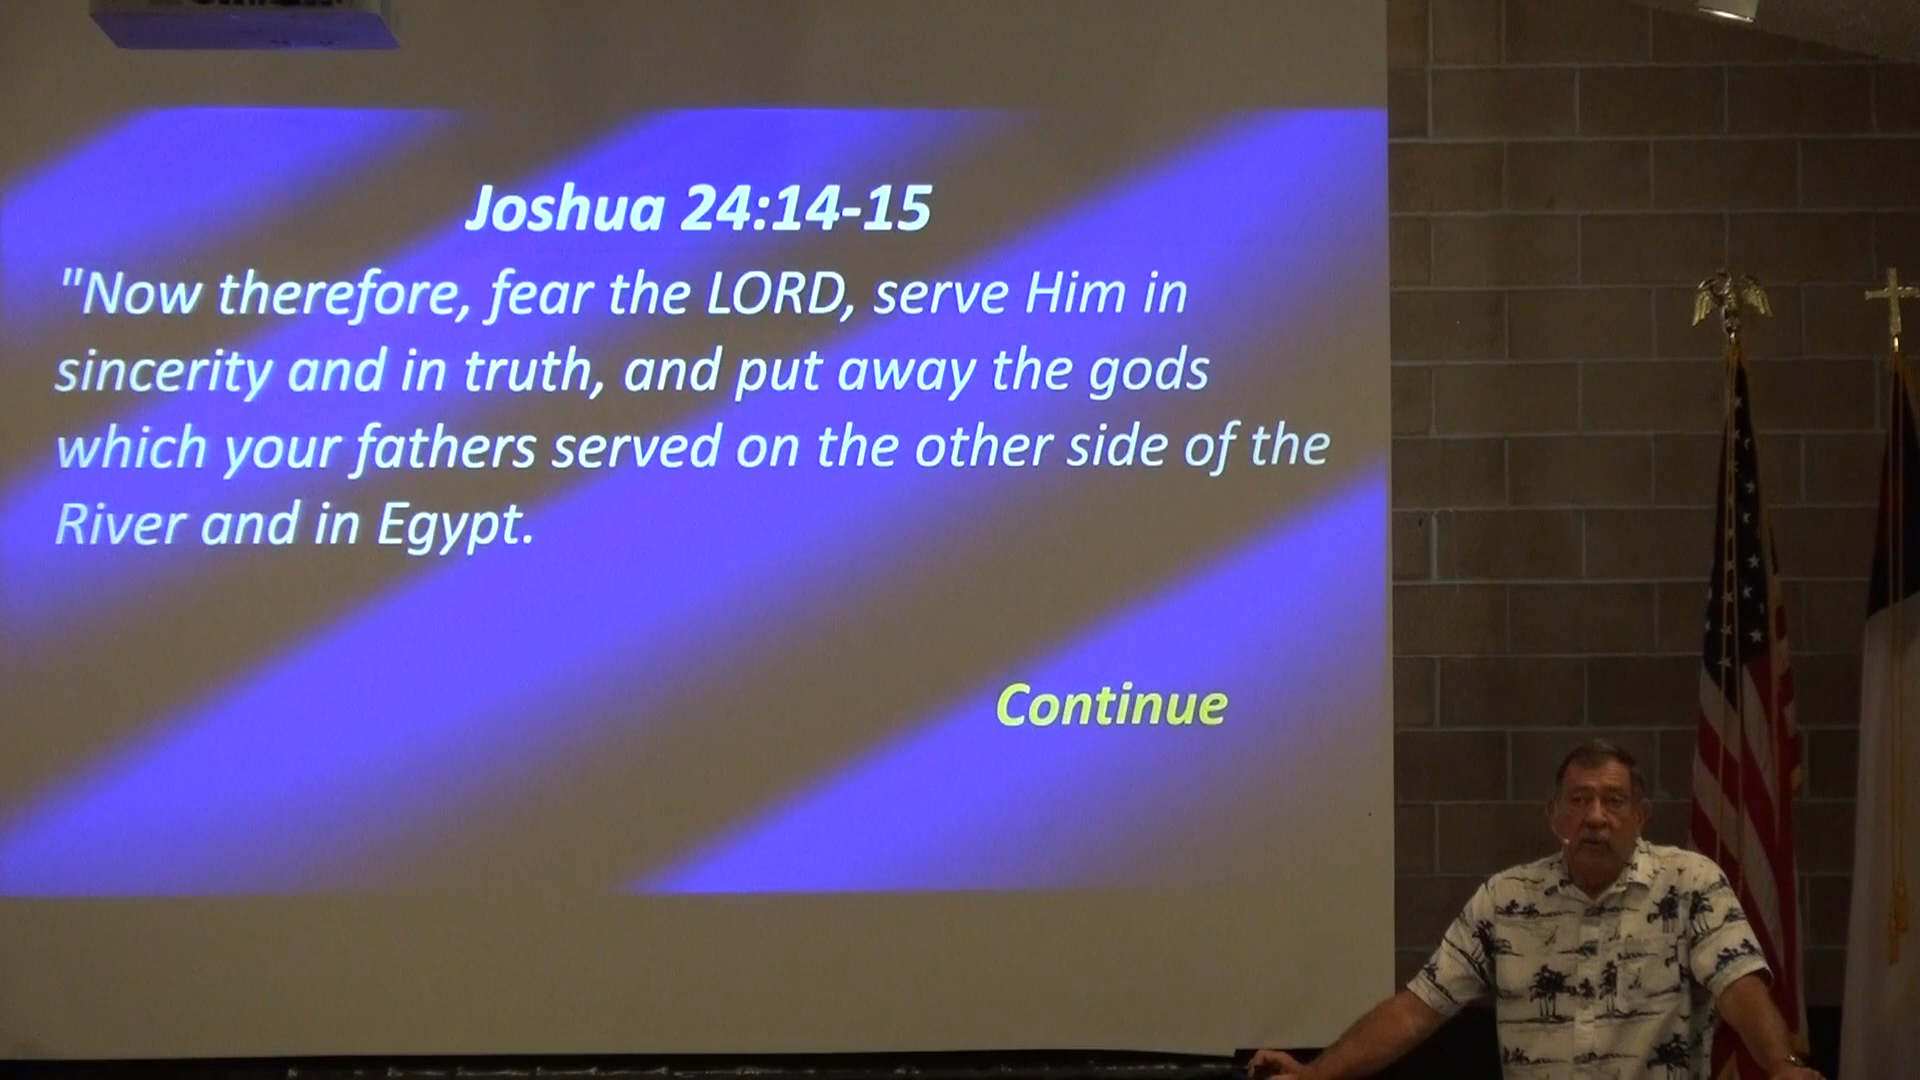 Joshua 24:14-15
"Now therefore, fear the LORD, serve Him in
sincerity and in truth, and put away the gods
which your fathers served on the other side of the
River and in Egypt.
Continue